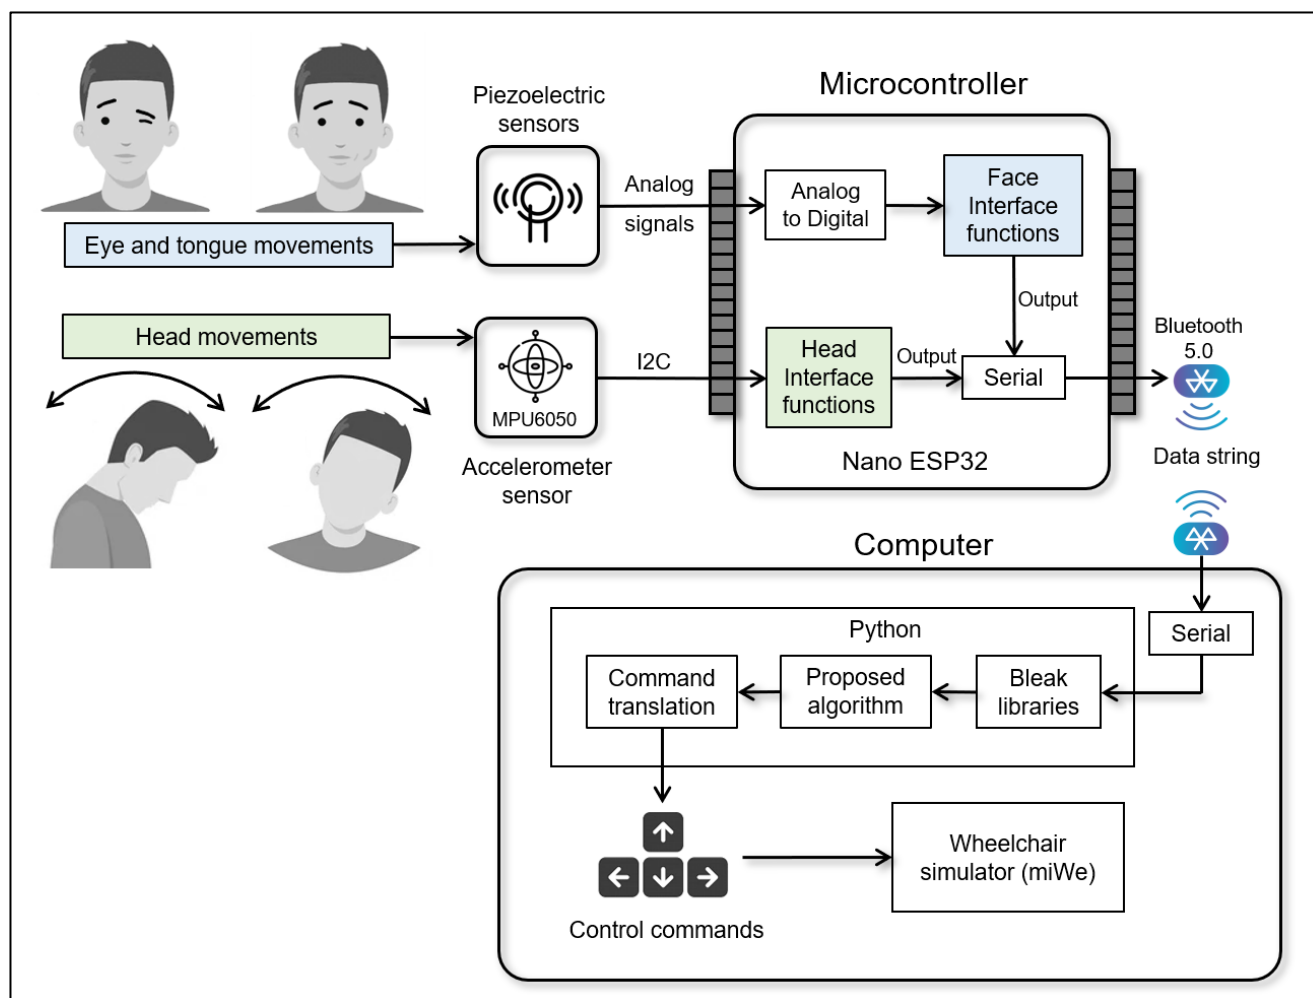 Piezoelectric
sensors
Eye and tongue movements
Analog
signals
Microcontroller
Analog
to Digital
Face
Interface
functions
Output
Head movements
MPU6050
Accelerometer
sensor
I2C
Head
Interface
functions
Output
Serial
Nano ESP32
Bluetooth
5.0
Data string
Computer
Serial
Python
Bleak
libraries
Proposed
algorithm
Command
translation
Control commands
Wheelchair
simulator (miWe)